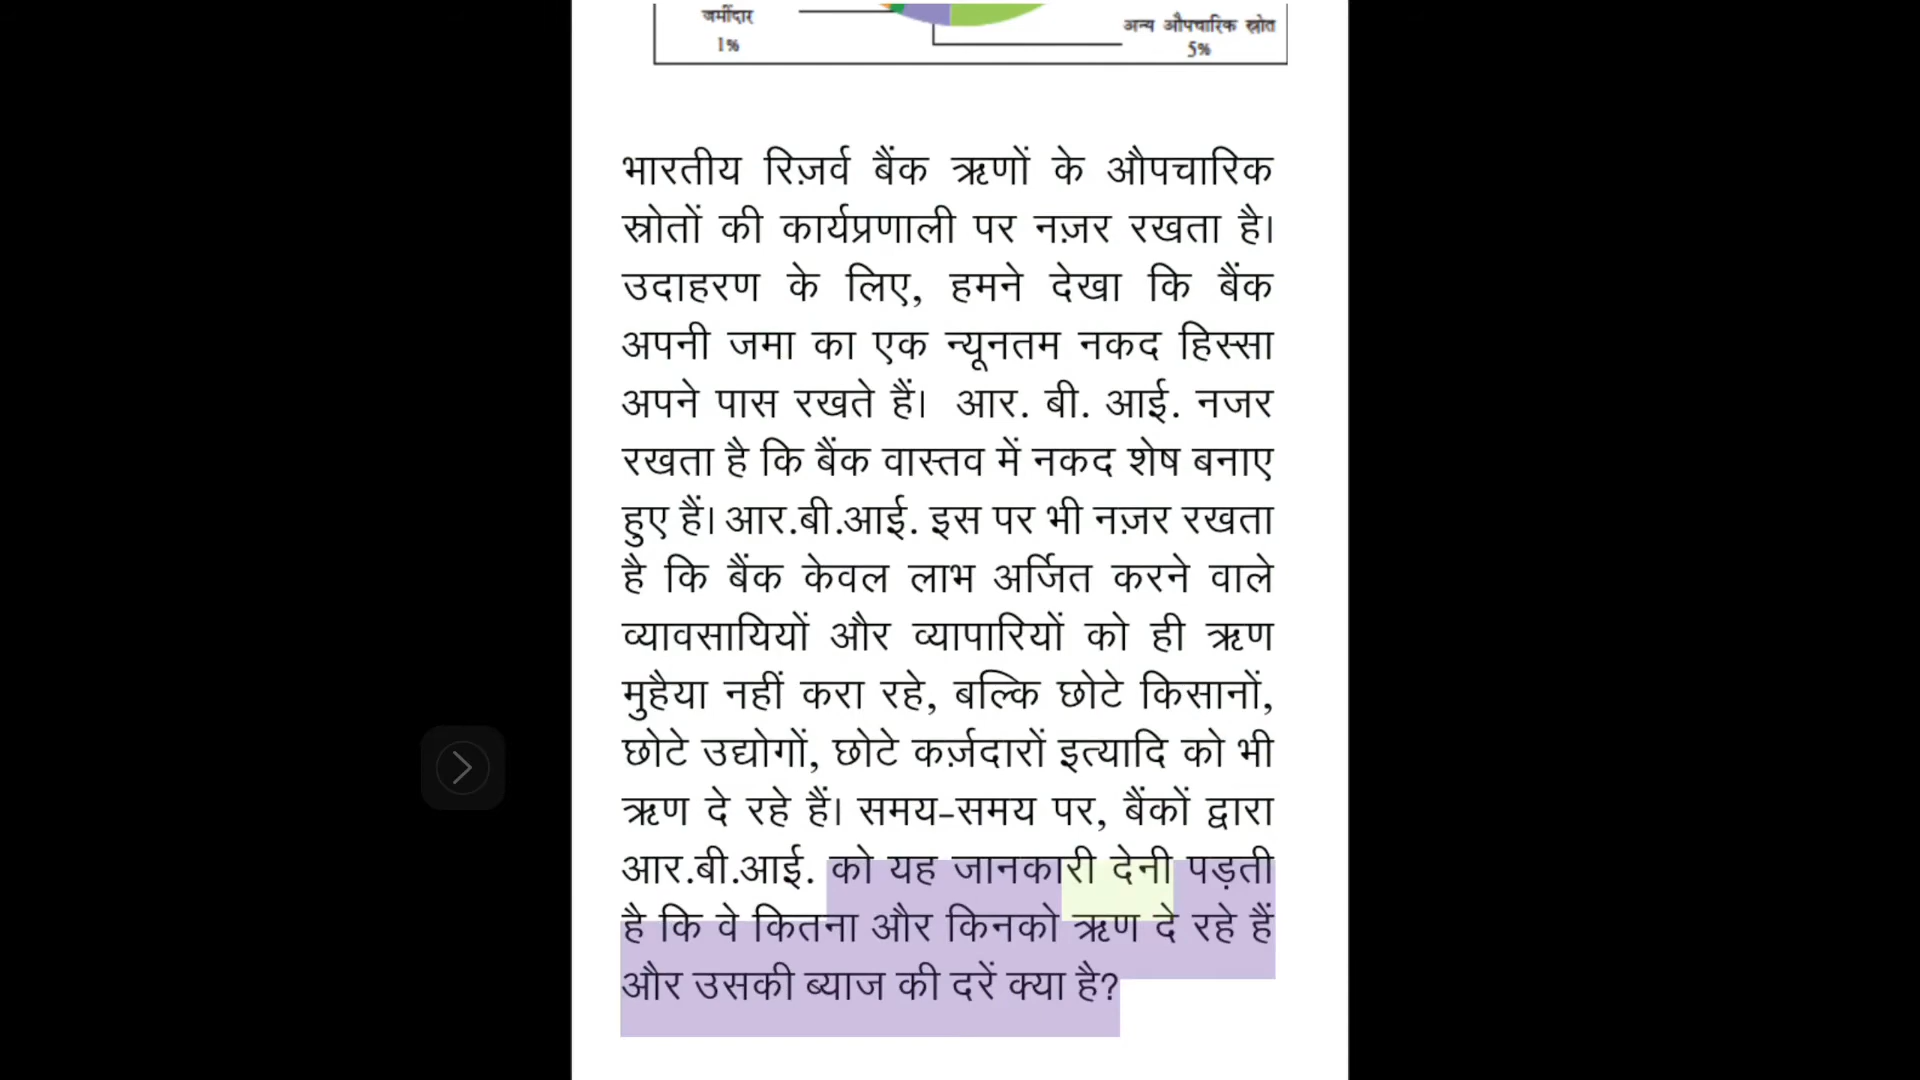 जमींदार
1%
अन्य औपचारिक स्रोत
5%
भारतीय रिज़र्व बैंक ऋणों के औपचारिक
स्रोतों की कार्यप्रणाली पर नज़र रखता है।
उदाहरण के लिए, हमने देखा कि बैंक
अपनी जमा का एक न्यूनतम नकद हिस्सा
अपने पास रखते हैं। आर. बी. आई. नजर
रखता है कि बैंक वास्तव में नकद शेष बनाए
हुए हैं। आर.बी.आई. इस पर भी नज़र रखता
है कि बैंक केवल लाभ अर्जित करने वाले
व्यावसायियों और व्यापारियों को ही ऋण
मुहैया नहीं करा रहे, बल्कि छोटे किसानों,
छोटे उद्योगों, छोटे कर्ज़दारों इत्यादि को भी
ऋण दे रहे हैं। समय-समय पर, बैंकों द्वारा
आर.बी.आई. को यह जानकारी देनी पड़ती
है कि वे कितना और किनको ऋण दे रहे हैं
और उसकी ब्याज की दरें क्या है?